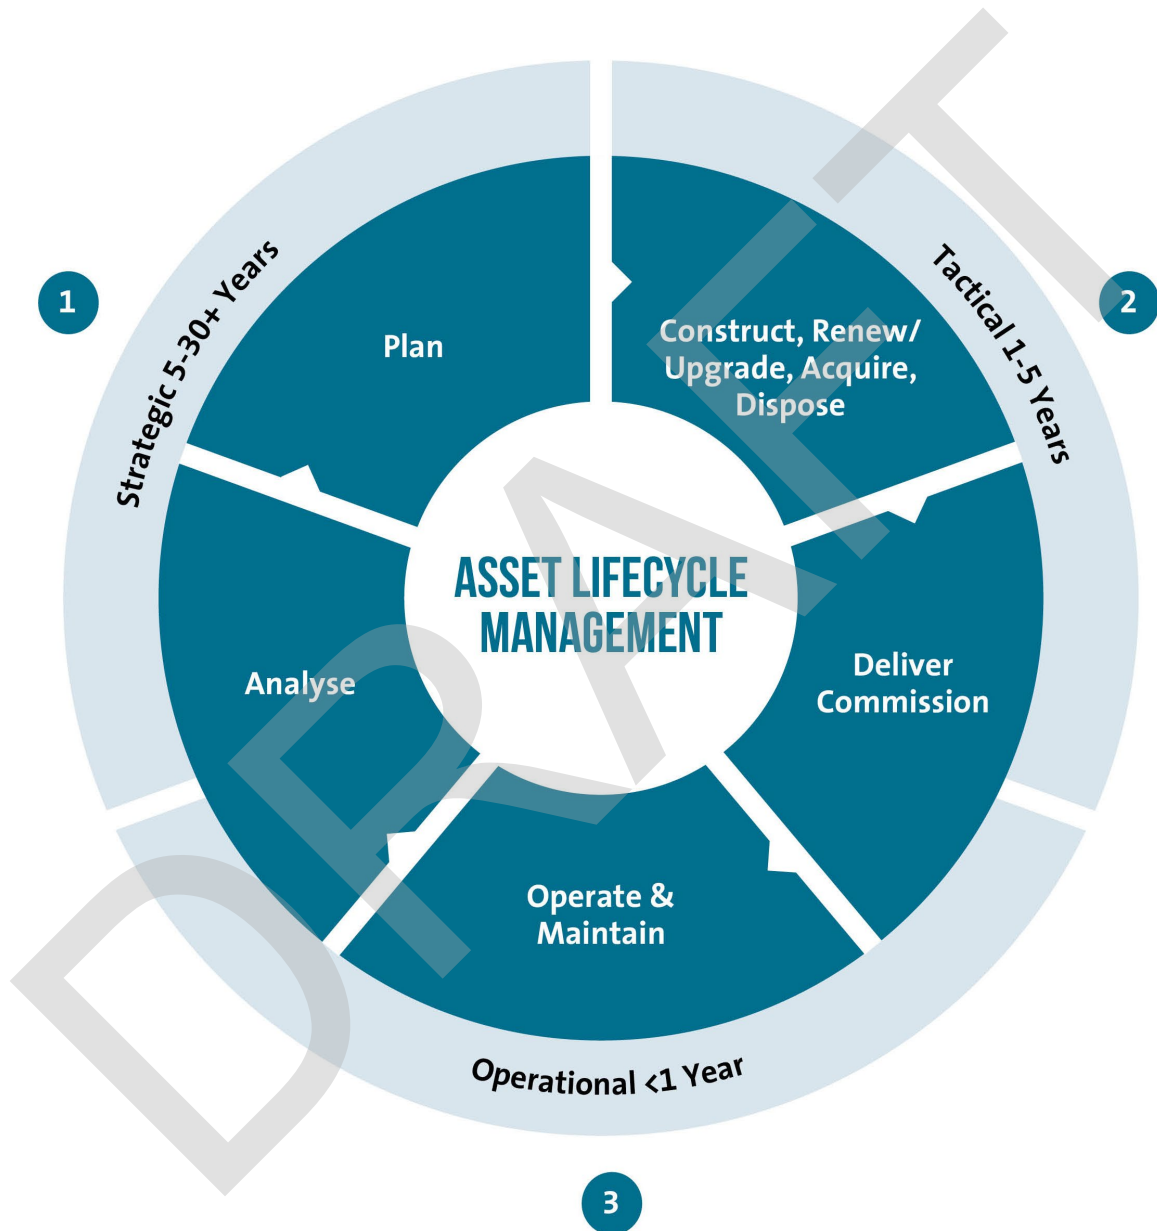 1
Strategic 5-30+ Years
Plan
Construct, Renew/
Upgrade, Acquire,
Dispose
Tactical 1-5 Years
2
ASSET LIFECYCLE
MANAGEMENT
Analyse
Deliver
Commission
Operate &
Maintain
Operational <1 Year
3
DRAFT